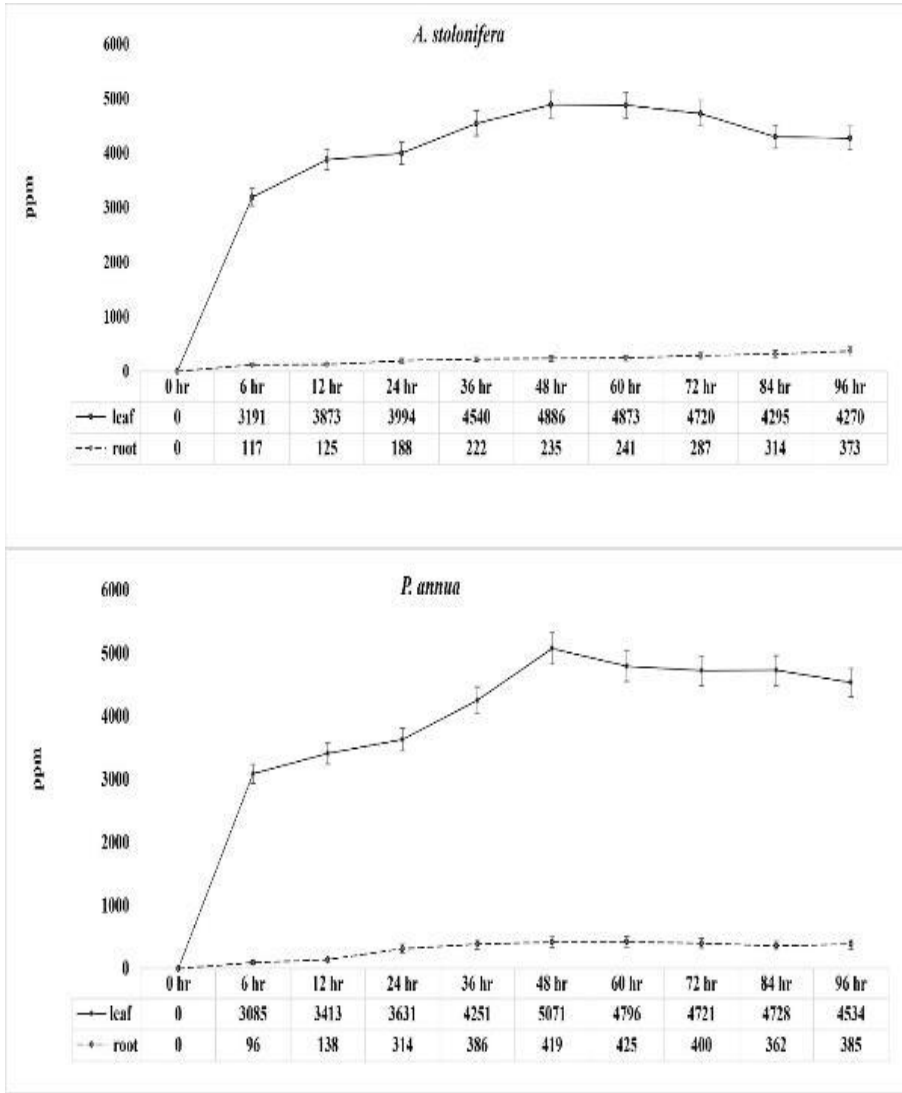 A. stolonifera
6000
5000
4000
3000
2000
1000
0
ppm
0 hr 6 hr 12 hr 24 hr 36 hr 48 hr 60 hr 72 hr 84 hr 96 hr
leaf 0 3191 3873 3994 4540 4886 4873 4720 4295 4270
root 0 117 125 188 222 235 241 287 314 373
P. annua
6000
5000
4000
3000
2000
1000
0
ppm
0 hr 6 hr 12 hr 24 hr 36 hr 48 hr 60 hr 72 hr 84 hr 96 hr
leaf 0 3085 3413 3631 4251 5071 4796 4721 4728 4534
root 0 96 138 314 386 419 425 400 362 385